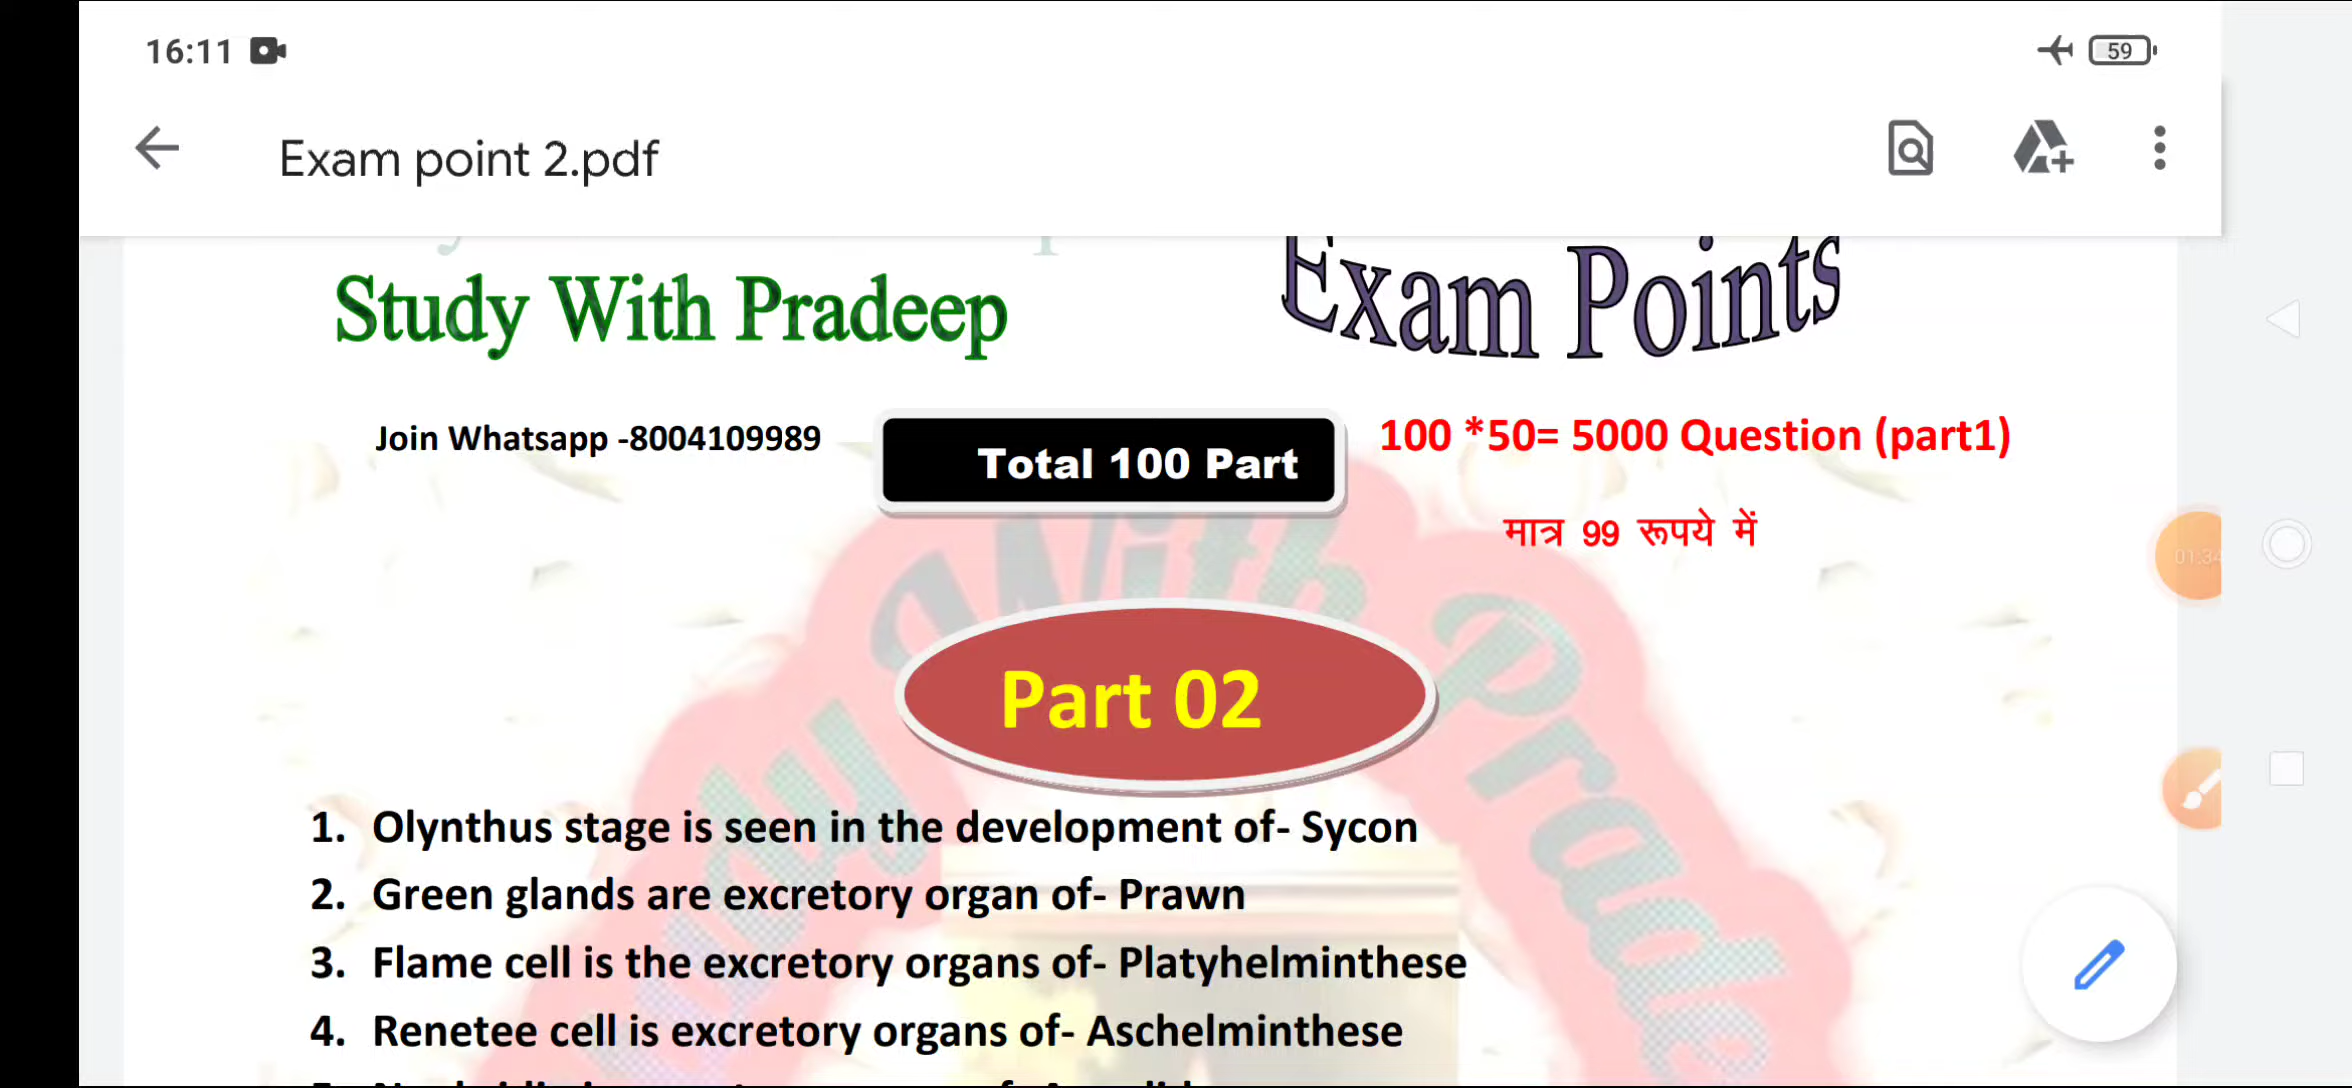 16:11
59
Exam point 2.pdf
Study With Pradeep
Exam Points
Join Whatsapp -8004109989
Total 100 Part
100 *50= 5000 Question (part1)
मात्र 99 रूपये में
01:34
Part 02
1. Olynthus stage is seen in the development of- Sycon
2. Green glands are excretory organ of- Prawn
3. Flame cell is the excretory organs of- Platyhelminthese
4. Renetee cell is excretory organs of- Aschelminthese